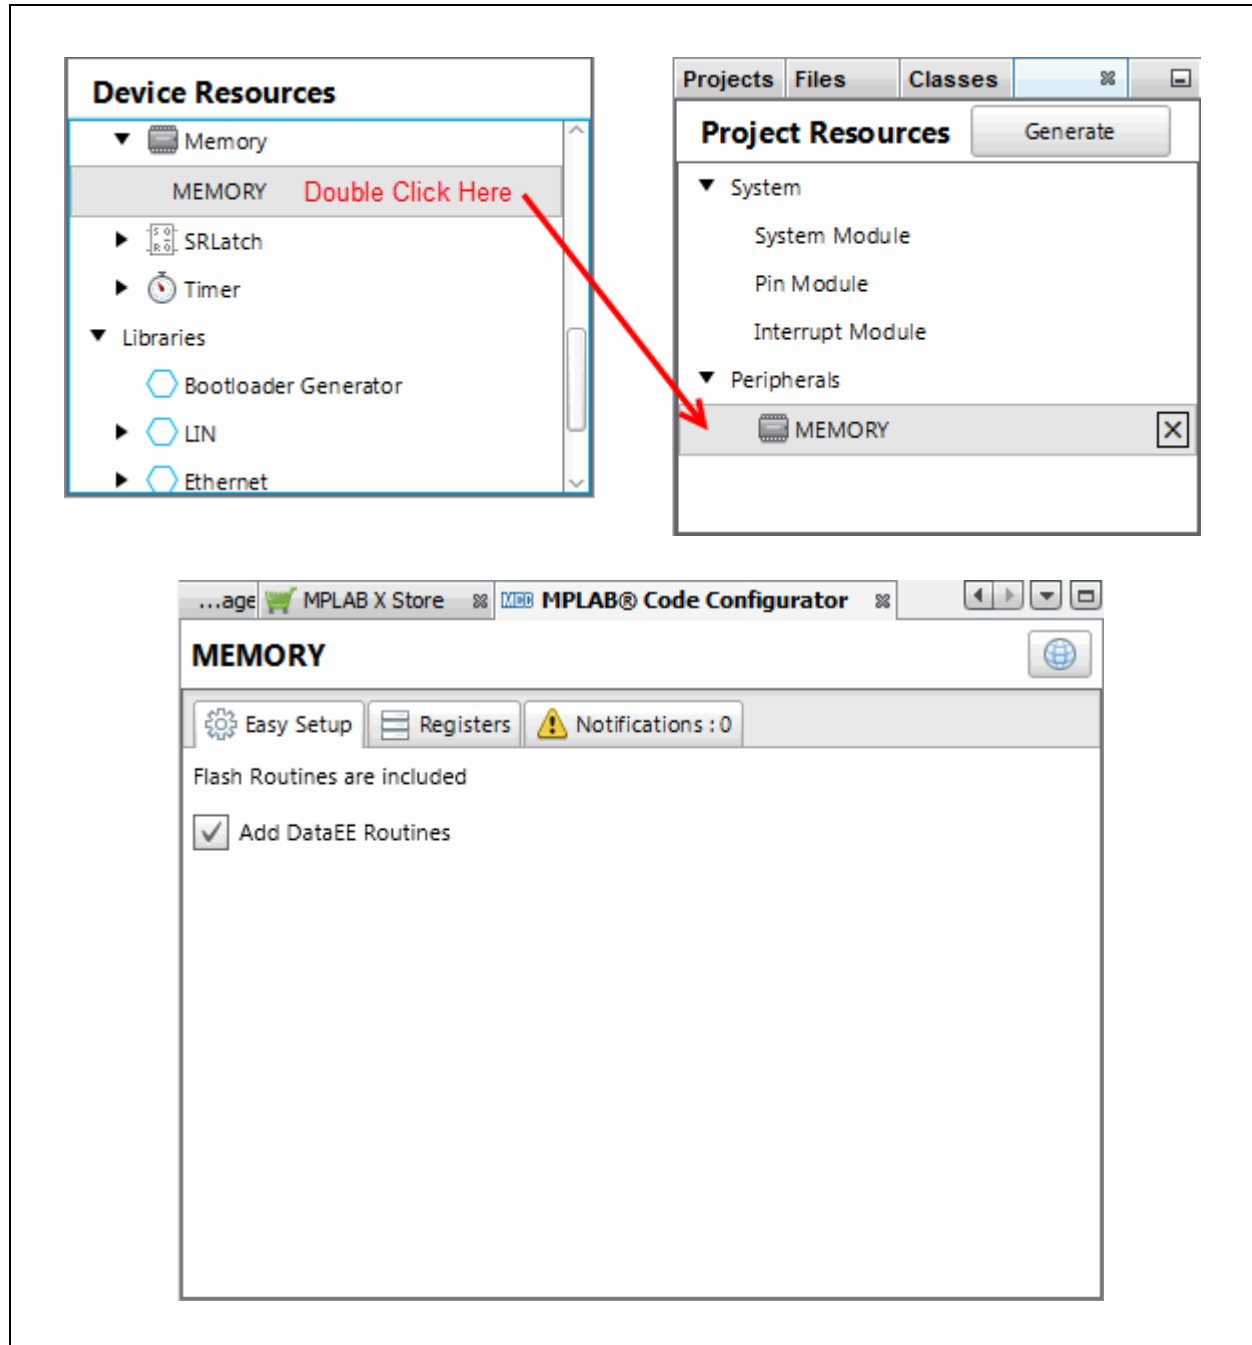 Device Resources
Memory
MEMORY Double Click Here
SRLatch
Timer
Libraries
Bootloader Generator
LIN
Ethernet
Projects Files Classes
Project Resources Generate
System
System Module
Pin Module
Interrupt Module
Peripherals
MEMORY
...age MPLAB X Store MCC MPLAB® Code Configurator
MEMORY
Easy Setup Registers Notifications : 0
Flash Routines are included
Add DataEE Routines